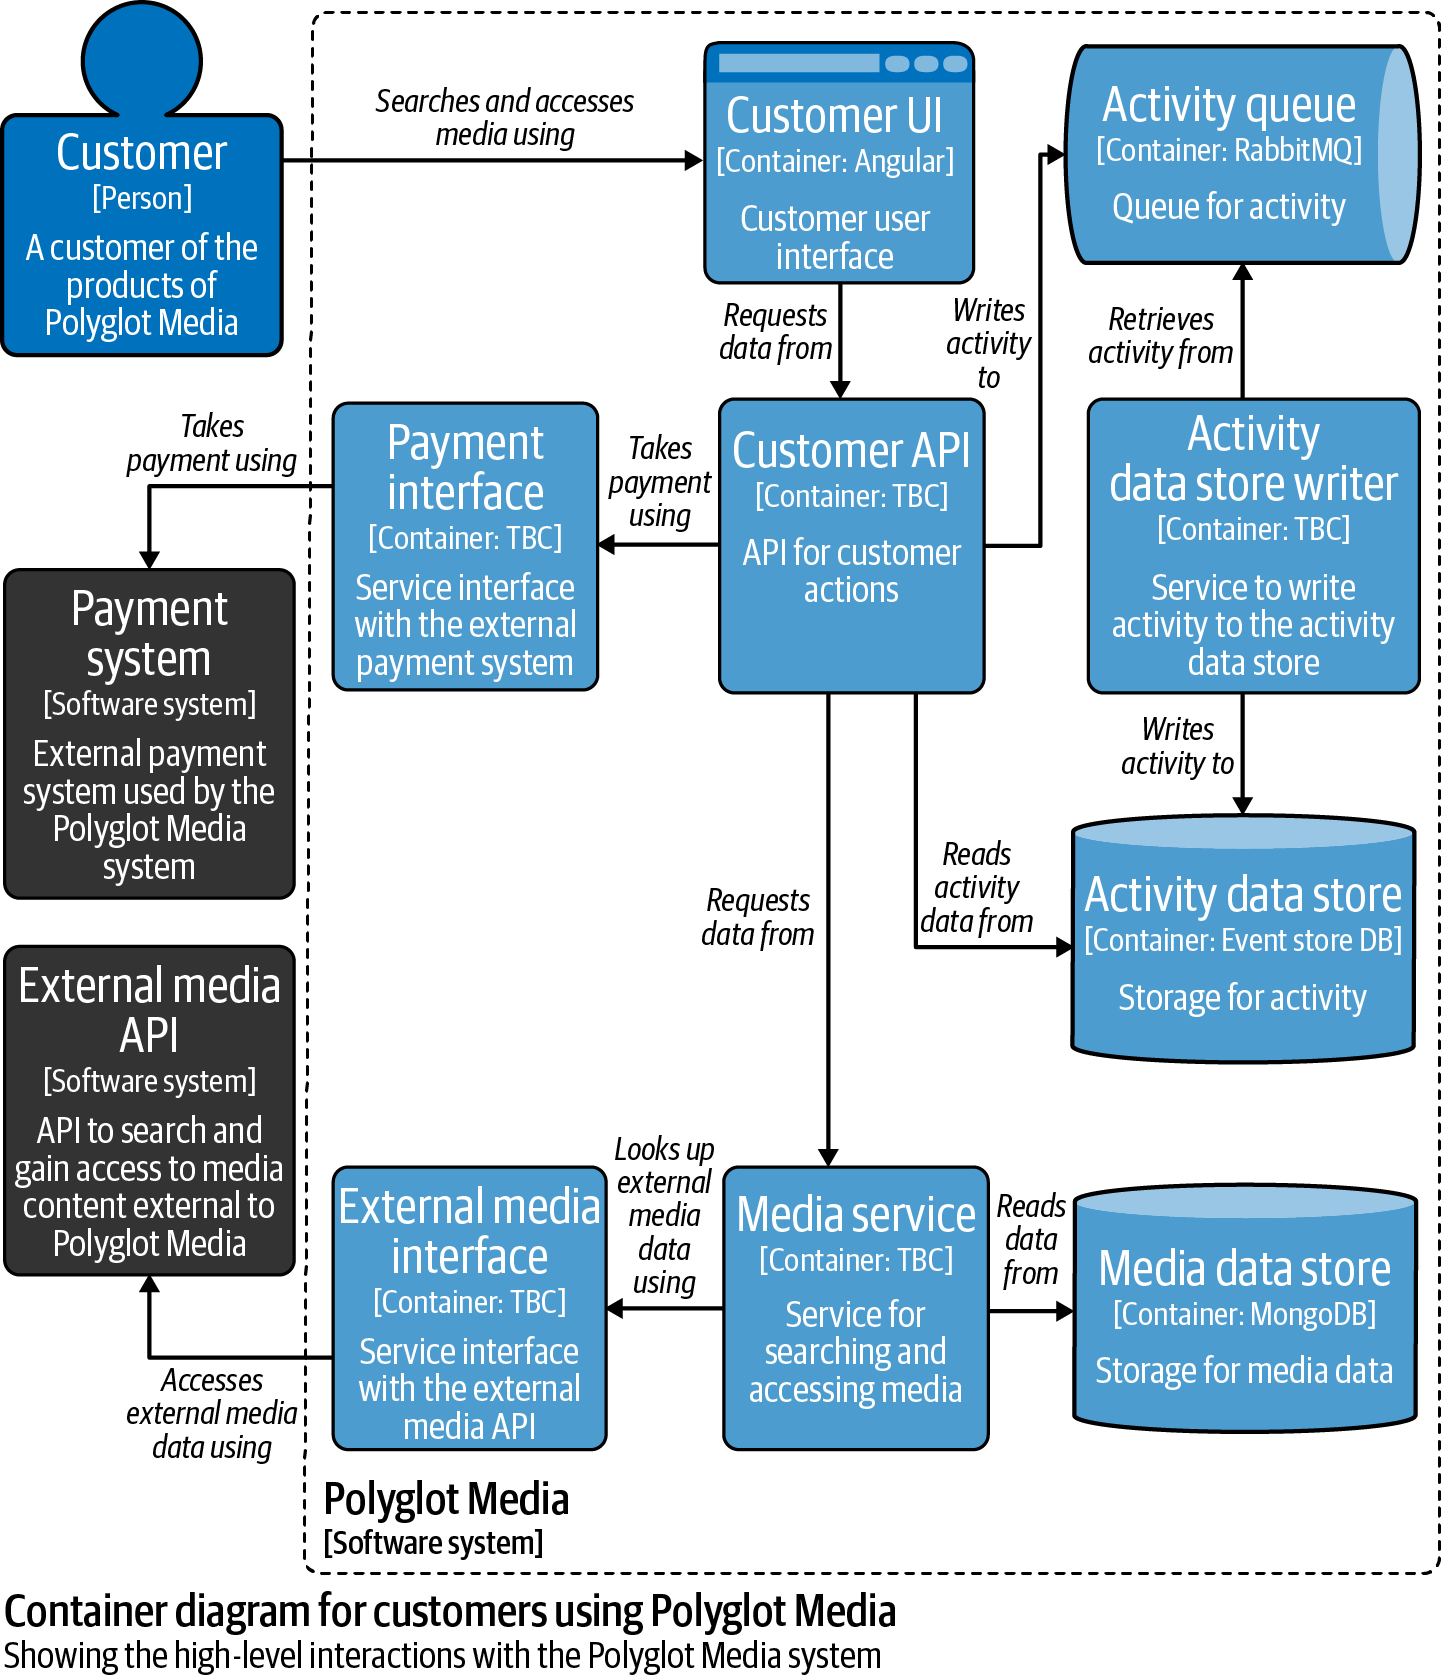 Customer
[Person]
A customer of the
products of
Polyglot Media
Searches and accesses
media using
Customer UI
[Container: Angular]
Customer user
interface
Activity queue
[Container: RabbitMQ]
Queue for activity
Requests
data from
Writes
activity
to
Retrieves
activity from
Takes
payment using
Payment
interface
[Container: TBC]
Service interface
with the external
payment system
Takes
payment
using
Customer API
[Container: TBC]
API for customer
actions
Activity
data store writer
[Container: TBC]
Service to write
activity to the activity
data store
Payment
system
[Software system]
External payment
system used by the
Polyglot Media
system
Writes
activity to
Requests
data from
Reads
activity
data from
Activity data store
[Container: Event store DB]
Storage for activity
External media
API
[Software system]
API to search and
gain access to media
content external to
Polyglot Media
Accesses
external media
data using
External media
interface
[Container: TBC]
Service interface
with the external
media API
Looks up
external
media
data
using
Media service
[Container: TBC]
Service for
searching and
accessing media
Reads
data
from
Media data store
[Container: MongoDB]
Storage for media data
Polyglot Media
[Software system]
Container diagram for customers using Polyglot Media
Showing the high-level interactions with the Polyglot Media system